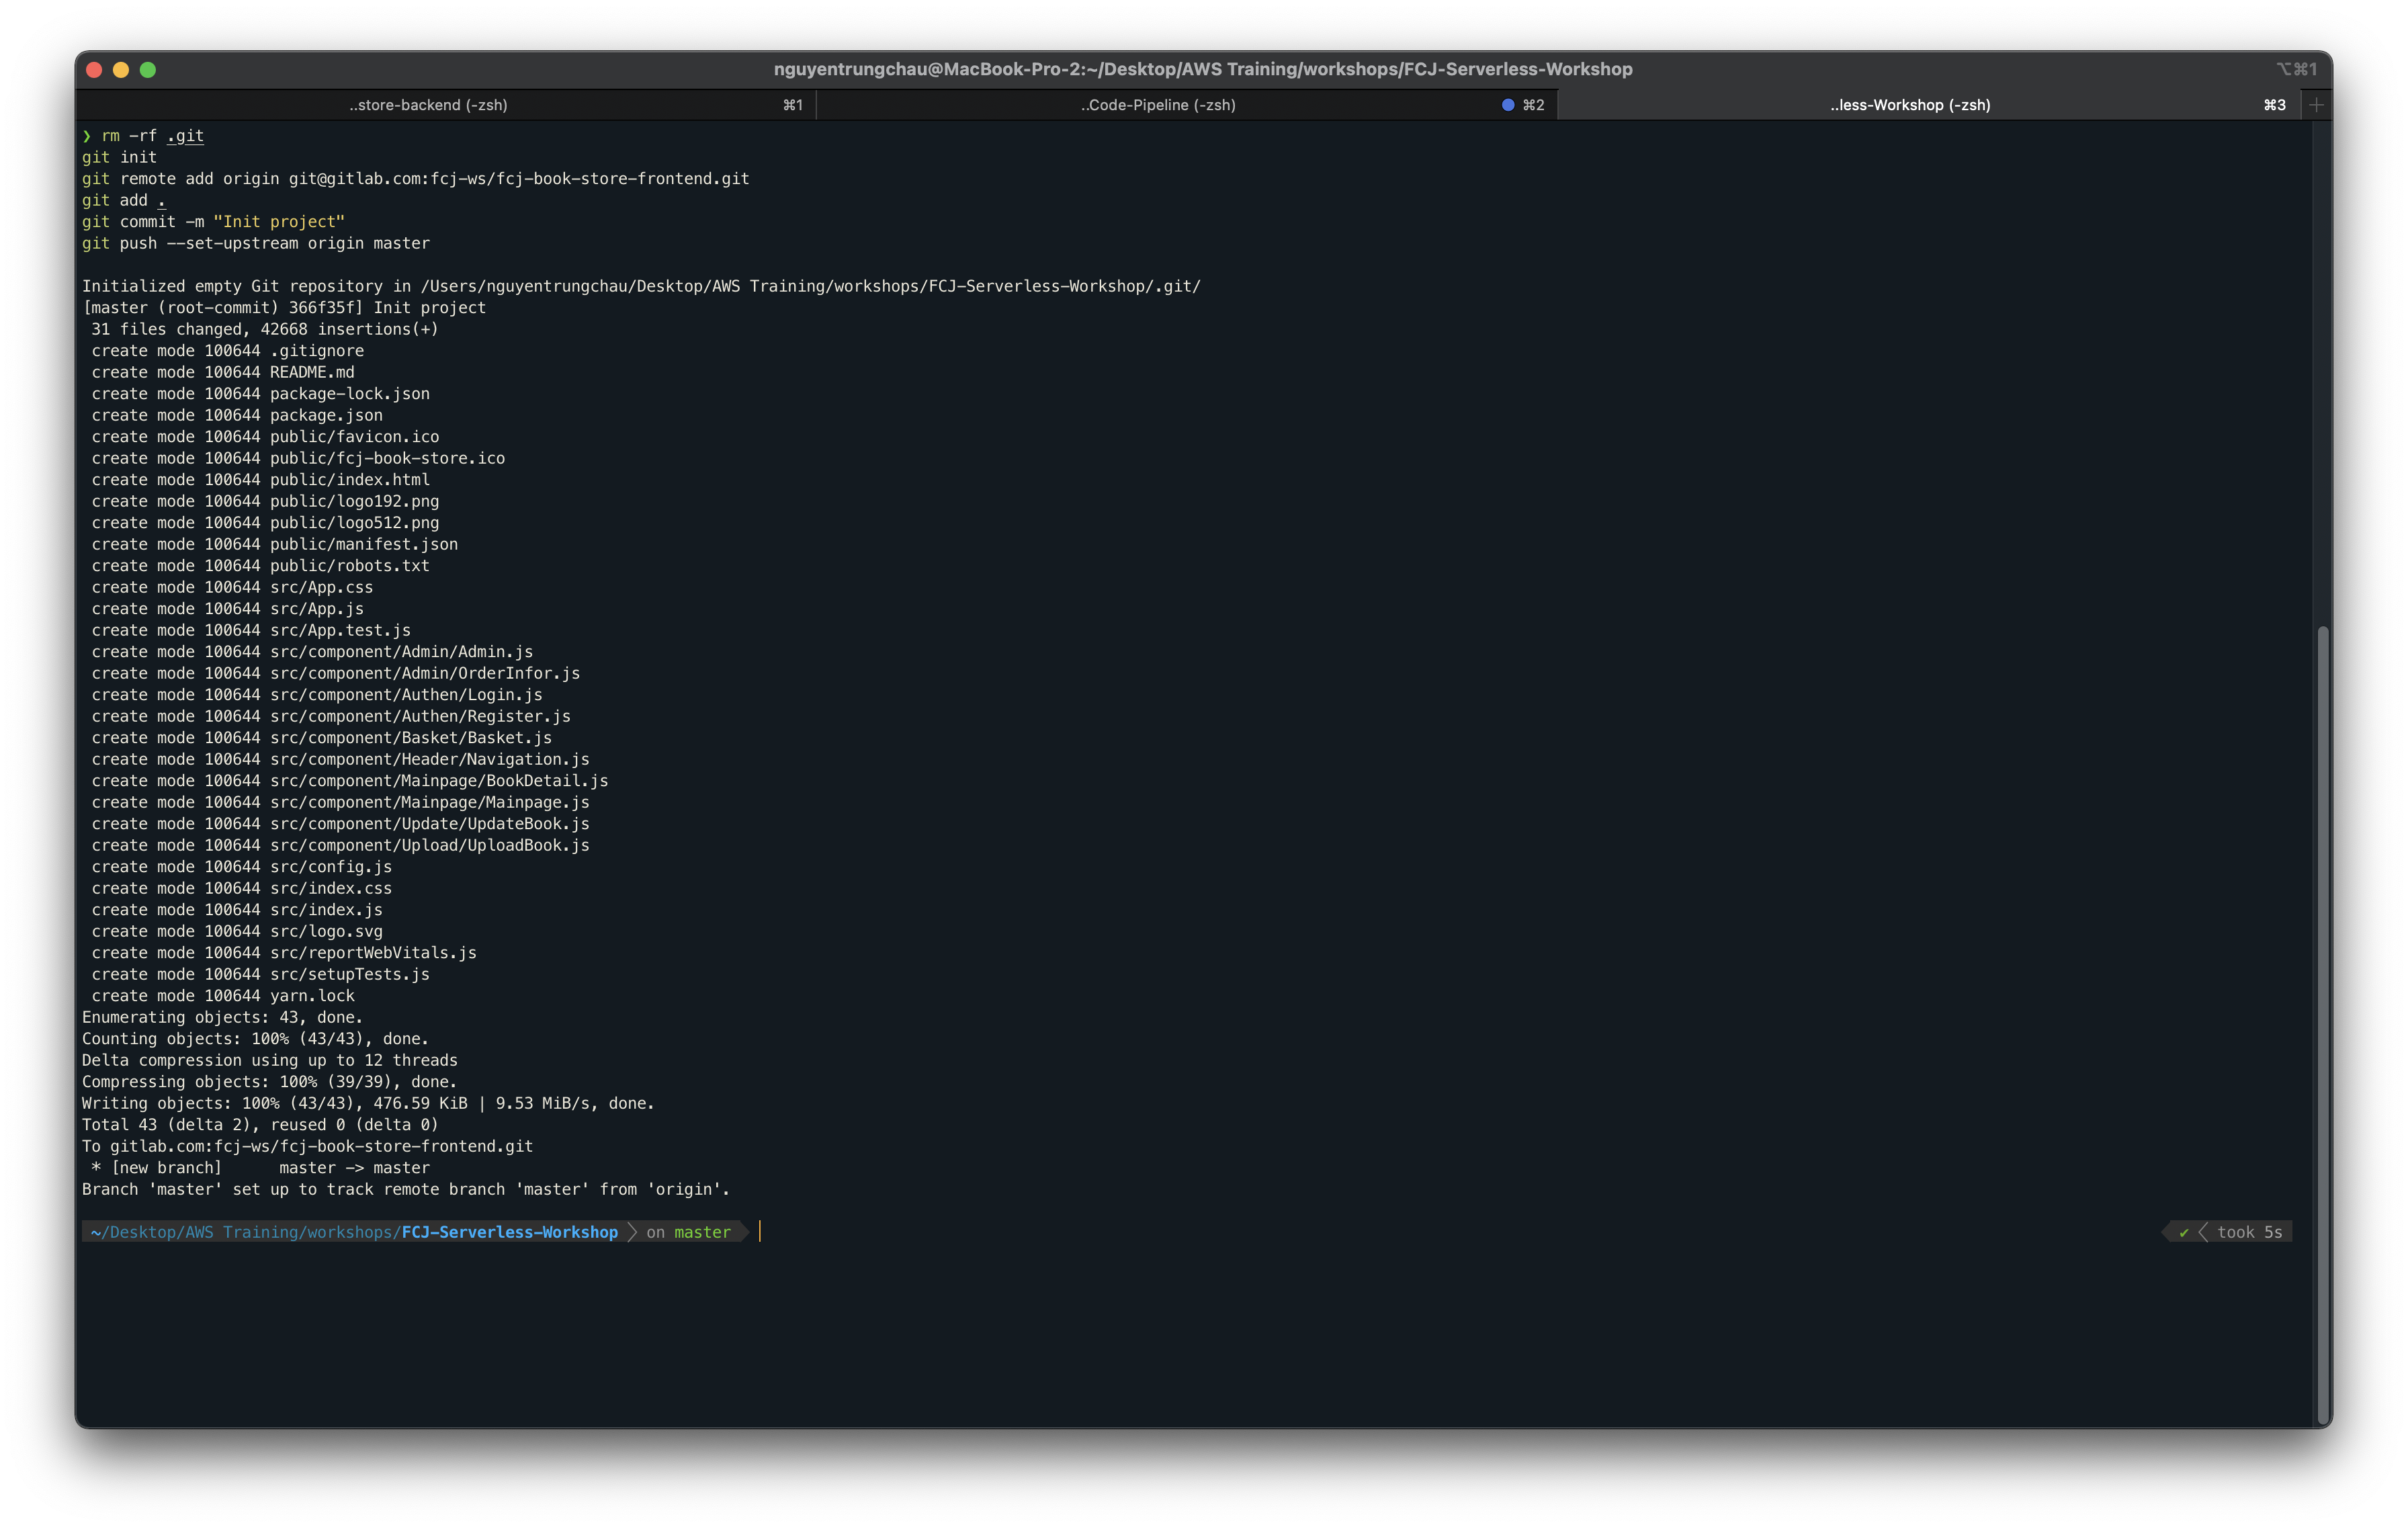 nguyentrungchau@MacBook-Pro-2:~/Desktop/AWS Training/workshops/FCJ-Serverless-Workshop ⌥⌘1
..store-backend (-zsh) ⌘1 ..Code-Pipeline (-zsh) ⌘2 ..less-Workshop (-zsh) ⌘3
❯ rm -rf .git
git init
git remote add origin git@gitlab.com:fcj-ws/fcj-book-store-frontend.git
git add .
git commit -m "Init project"
git push --set-upstream origin master
Initialized empty Git repository in /Users/nguyentrungchau/Desktop/AWS Training/workshops/FCJ-Serverless-Workshop/.git/
[master (root-commit) 366f35f] Init project
31 files changed, 42668 insertions(+)
create mode 100644 .gitignore
create mode 100644 README.md
create mode 100644 package-lock.json
create mode 100644 package.json
create mode 100644 public/favicon.ico
create mode 100644 public/fcj-book-store.ico
create mode 100644 public/index.html
create mode 100644 public/logo192.png
create mode 100644 public/logo512.png
create mode 100644 public/manifest.json
create mode 100644 public/robots.txt
create mode 100644 src/App.css
create mode 100644 src/App.js
create mode 100644 src/App.test.js
create mode 100644 src/component/Admin/Admin.js
create mode 100644 src/component/Admin/OrderInfor.js
create mode 100644 src/component/Authen/Login.js
create mode 100644 src/component/Authen/Register.js
create mode 100644 src/component/Basket/Basket.js
create mode 100644 src/component/Header/Navigation.js
create mode 100644 src/component/Mainpage/BookDetail.js
create mode 100644 src/component/Mainpage/Mainpage.js
create mode 100644 src/component/Update/UpdateBook.js
create mode 100644 src/component/Upload/UploadBook.js
create mode 100644 src/config.js
create mode 100644 src/index.css
create mode 100644 src/index.js
create mode 100644 src/logo.svg
create mode 100644 src/reportWebVitals.js
create mode 100644 src/setupTests.js
create mode 100644 yarn.lock
Enumerating objects: 43, done.
Counting objects: 100% (43/43), done.
Delta compression using up to 12 threads
Compressing objects: 100% (39/39), done.
Writing objects: 100% (43/43), 476.59 KiB | 9.53 MiB/s, done.
Total 43 (delta 2), reused 0 (delta 0)
To gitlab.com:fcj-ws/fcj-book-store-frontend.git
* [new branch]      master -> master
Branch 'master' set up to track remote branch 'master' from 'origin'.
~/Desktop/AWS Training/workshops/FCJ-Serverless-Workshop on master ✔ took 5s